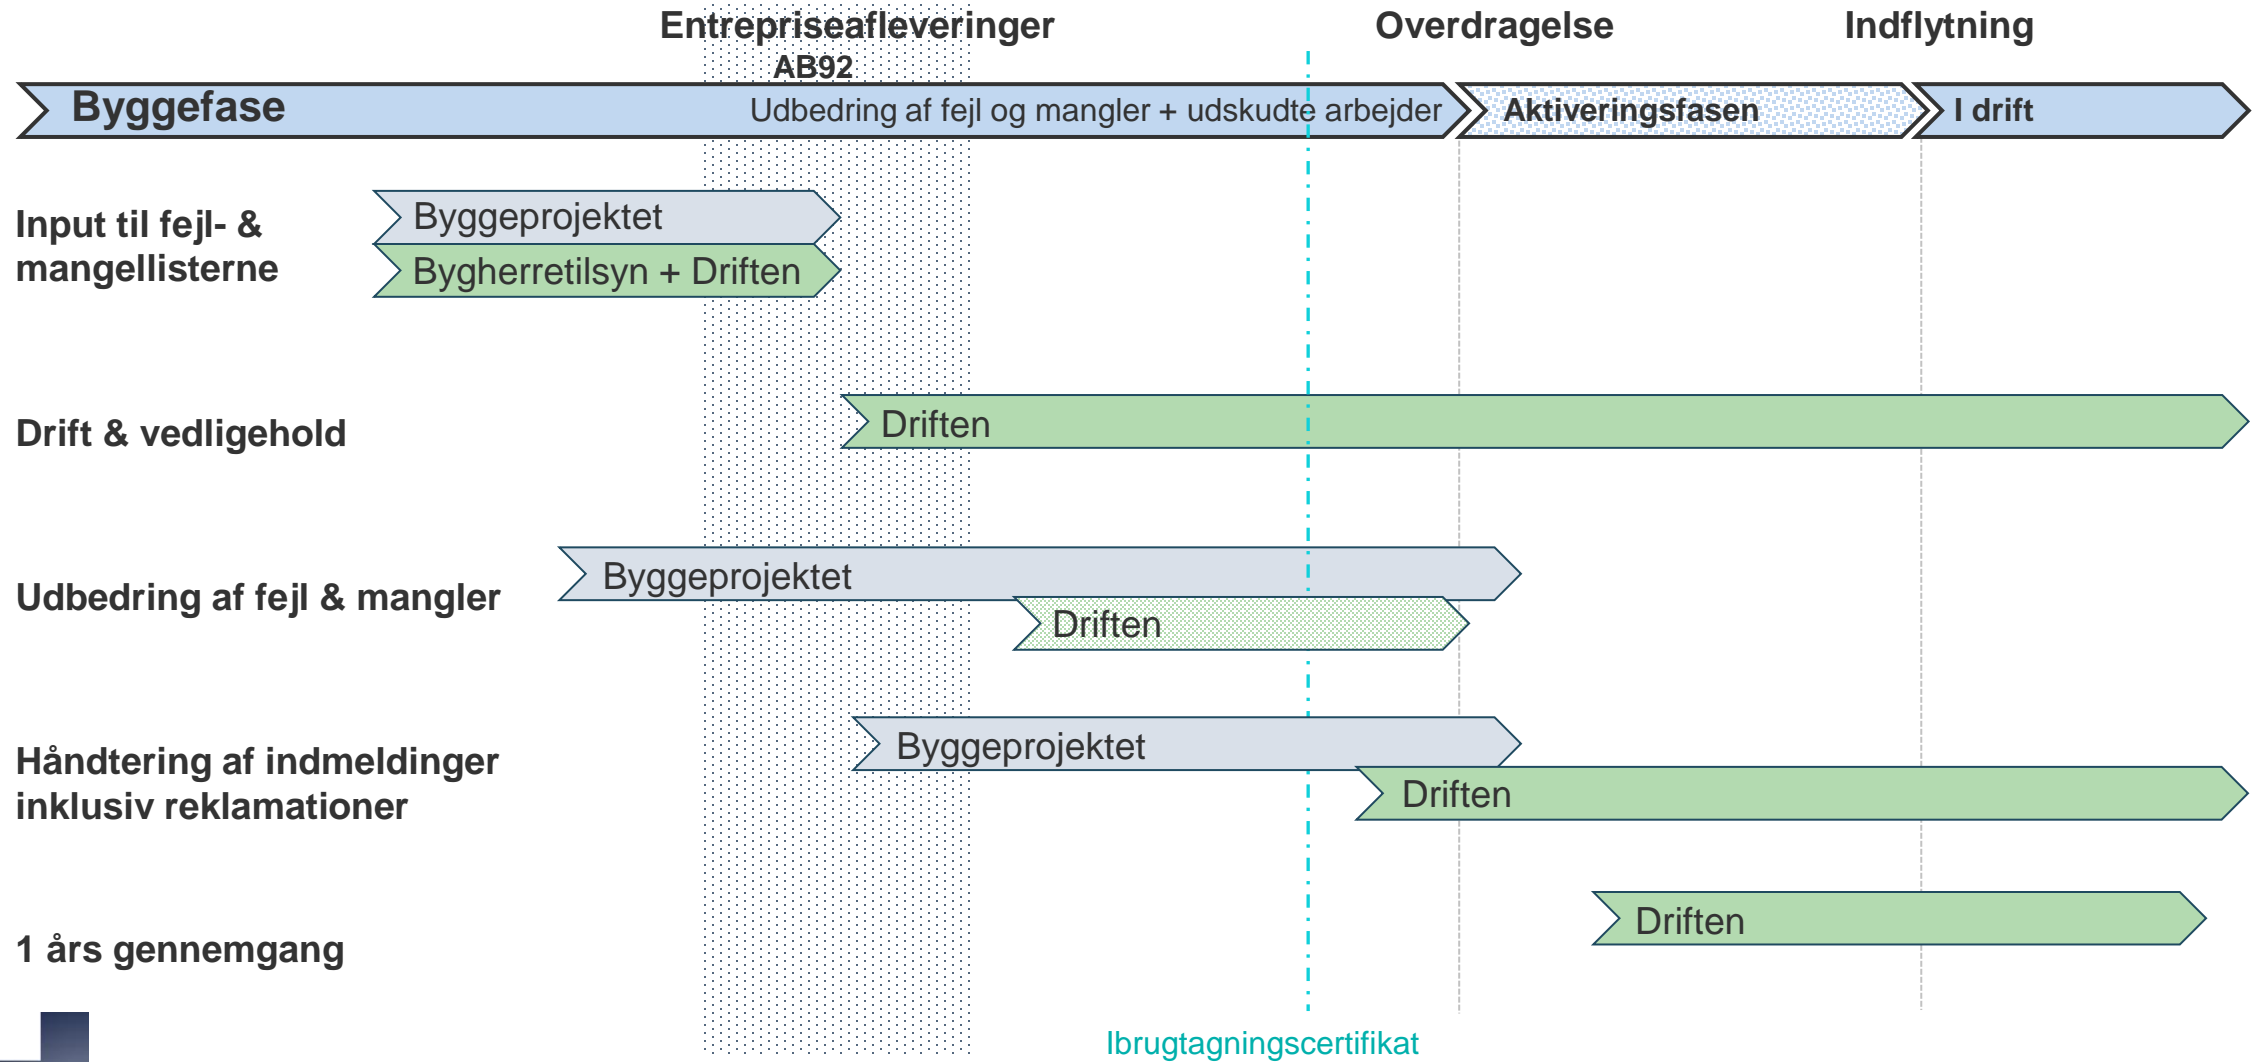 Entrepriseafleveringer
Overdragelse
Indflytning
AB92
Byggefase
Udbedring af fejl og mangler + udskudte arbejder
Aktiveringsfasen
I drift
Input til fejl- &
mangellisterne
Byggeprojektet
Bygherretilsyn + Driften
Drift & vedligehold
Driften
Udbedring af fejl & mangler
Byggeprojektet
Driften
Håndtering af indmeldinger
inklusiv reklamationer
Byggeprojektet
Driften
1 års gennemgang
Driften
Ibrugtagningscertifikat